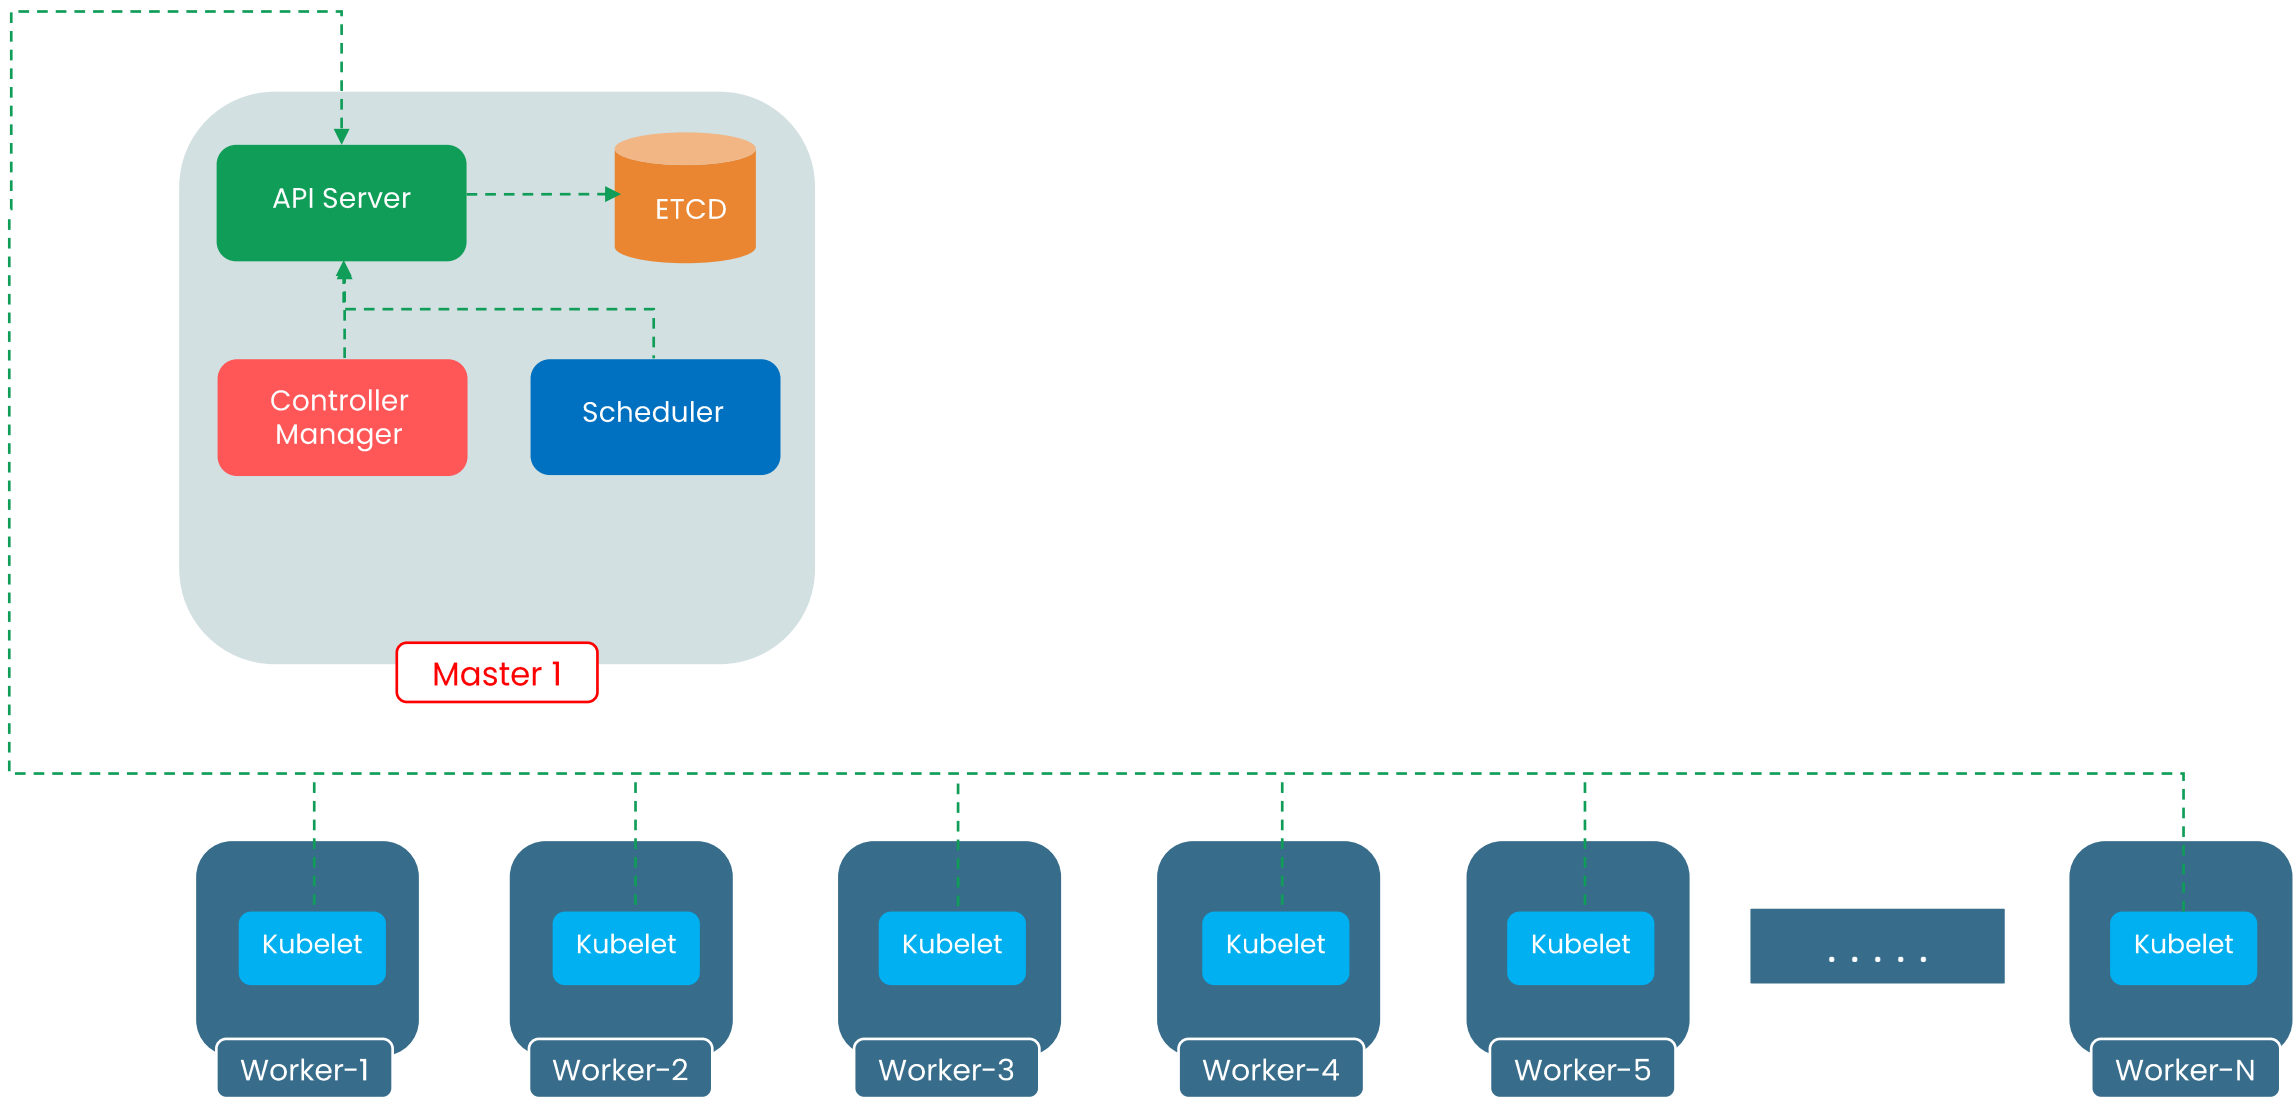 API Server
ETCD
Controller
Manager
Scheduler
Master 1
Kubelet
Kubelet
Kubelet
Kubelet
Kubelet
. . . . .
Kubelet
Worker-1
Worker-2
Worker-3
Worker-4
Worker-5
Worker-N